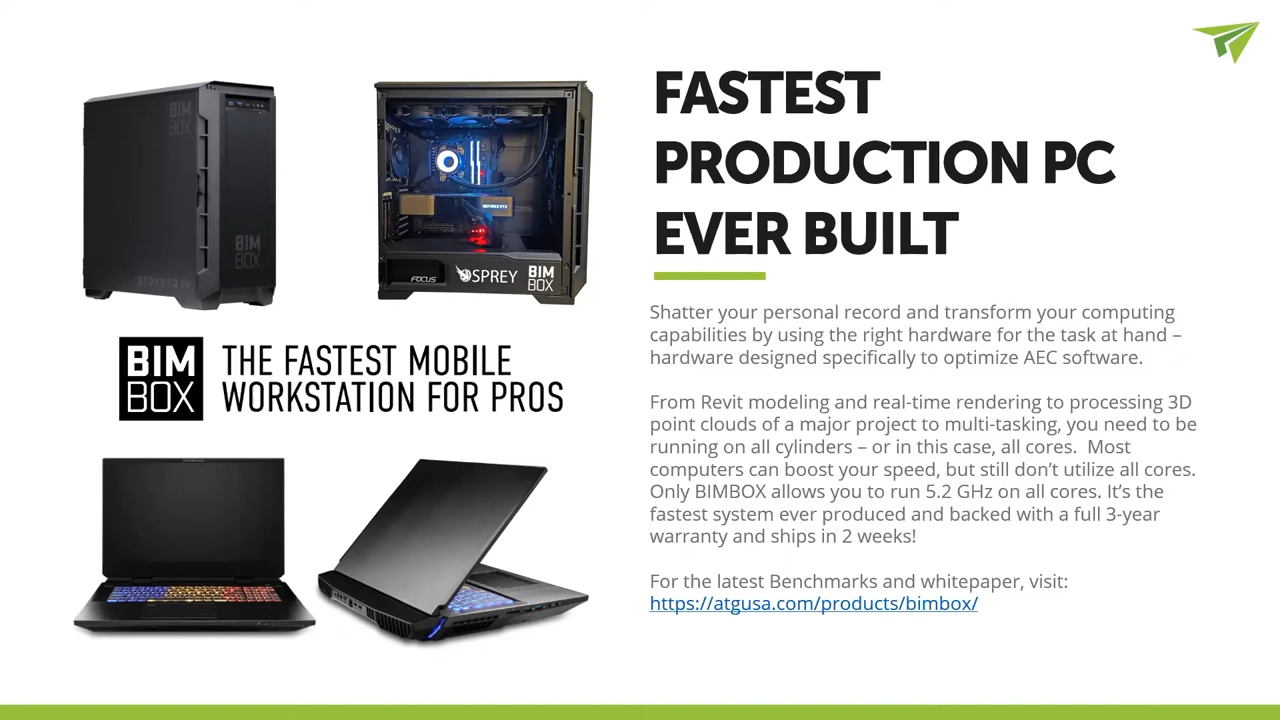 BIM
BOX
BIM
BOX
STRYKER IV
GEFORCE RTX
FOCUS
OSPREY
BIM
BOX
BIM
BOX
THE FASTEST MOBILE
WORKSTATION FOR PROS
FASTEST
PRODUCTION PC
EVER BUILT
Shatter your personal record and transform your computing
capabilities by using the right hardware for the task at hand –
hardware designed specifically to optimize AEC software.
From Revit modeling and real-time rendering to processing 3D
point clouds of a major project to multi-tasking, you need to be
running on all cylinders – or in this case, all cores.  Most
computers can boost your speed, but still don’t utilize all cores.
Only BIMBOX allows you to run 5.2 GHz on all cores. It’s the
fastest system ever produced and backed with a full 3-year
warranty and ships in 2 weeks!
For the latest Benchmarks and whitepaper, visit:
https://atgusa.com/products/bimbox/